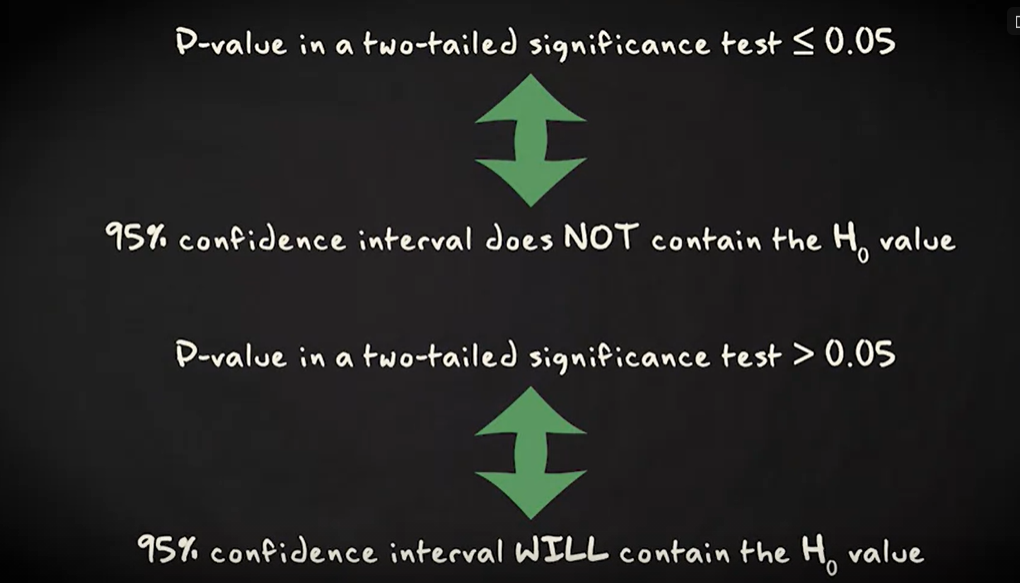 P-value in a two-tailed significance test ≤ 0.05
95% confidence interval does NOT contain the H₀ value
P-value in a two-tailed significance test > 0.05
95% confidence interval WILL contain the H₀ value